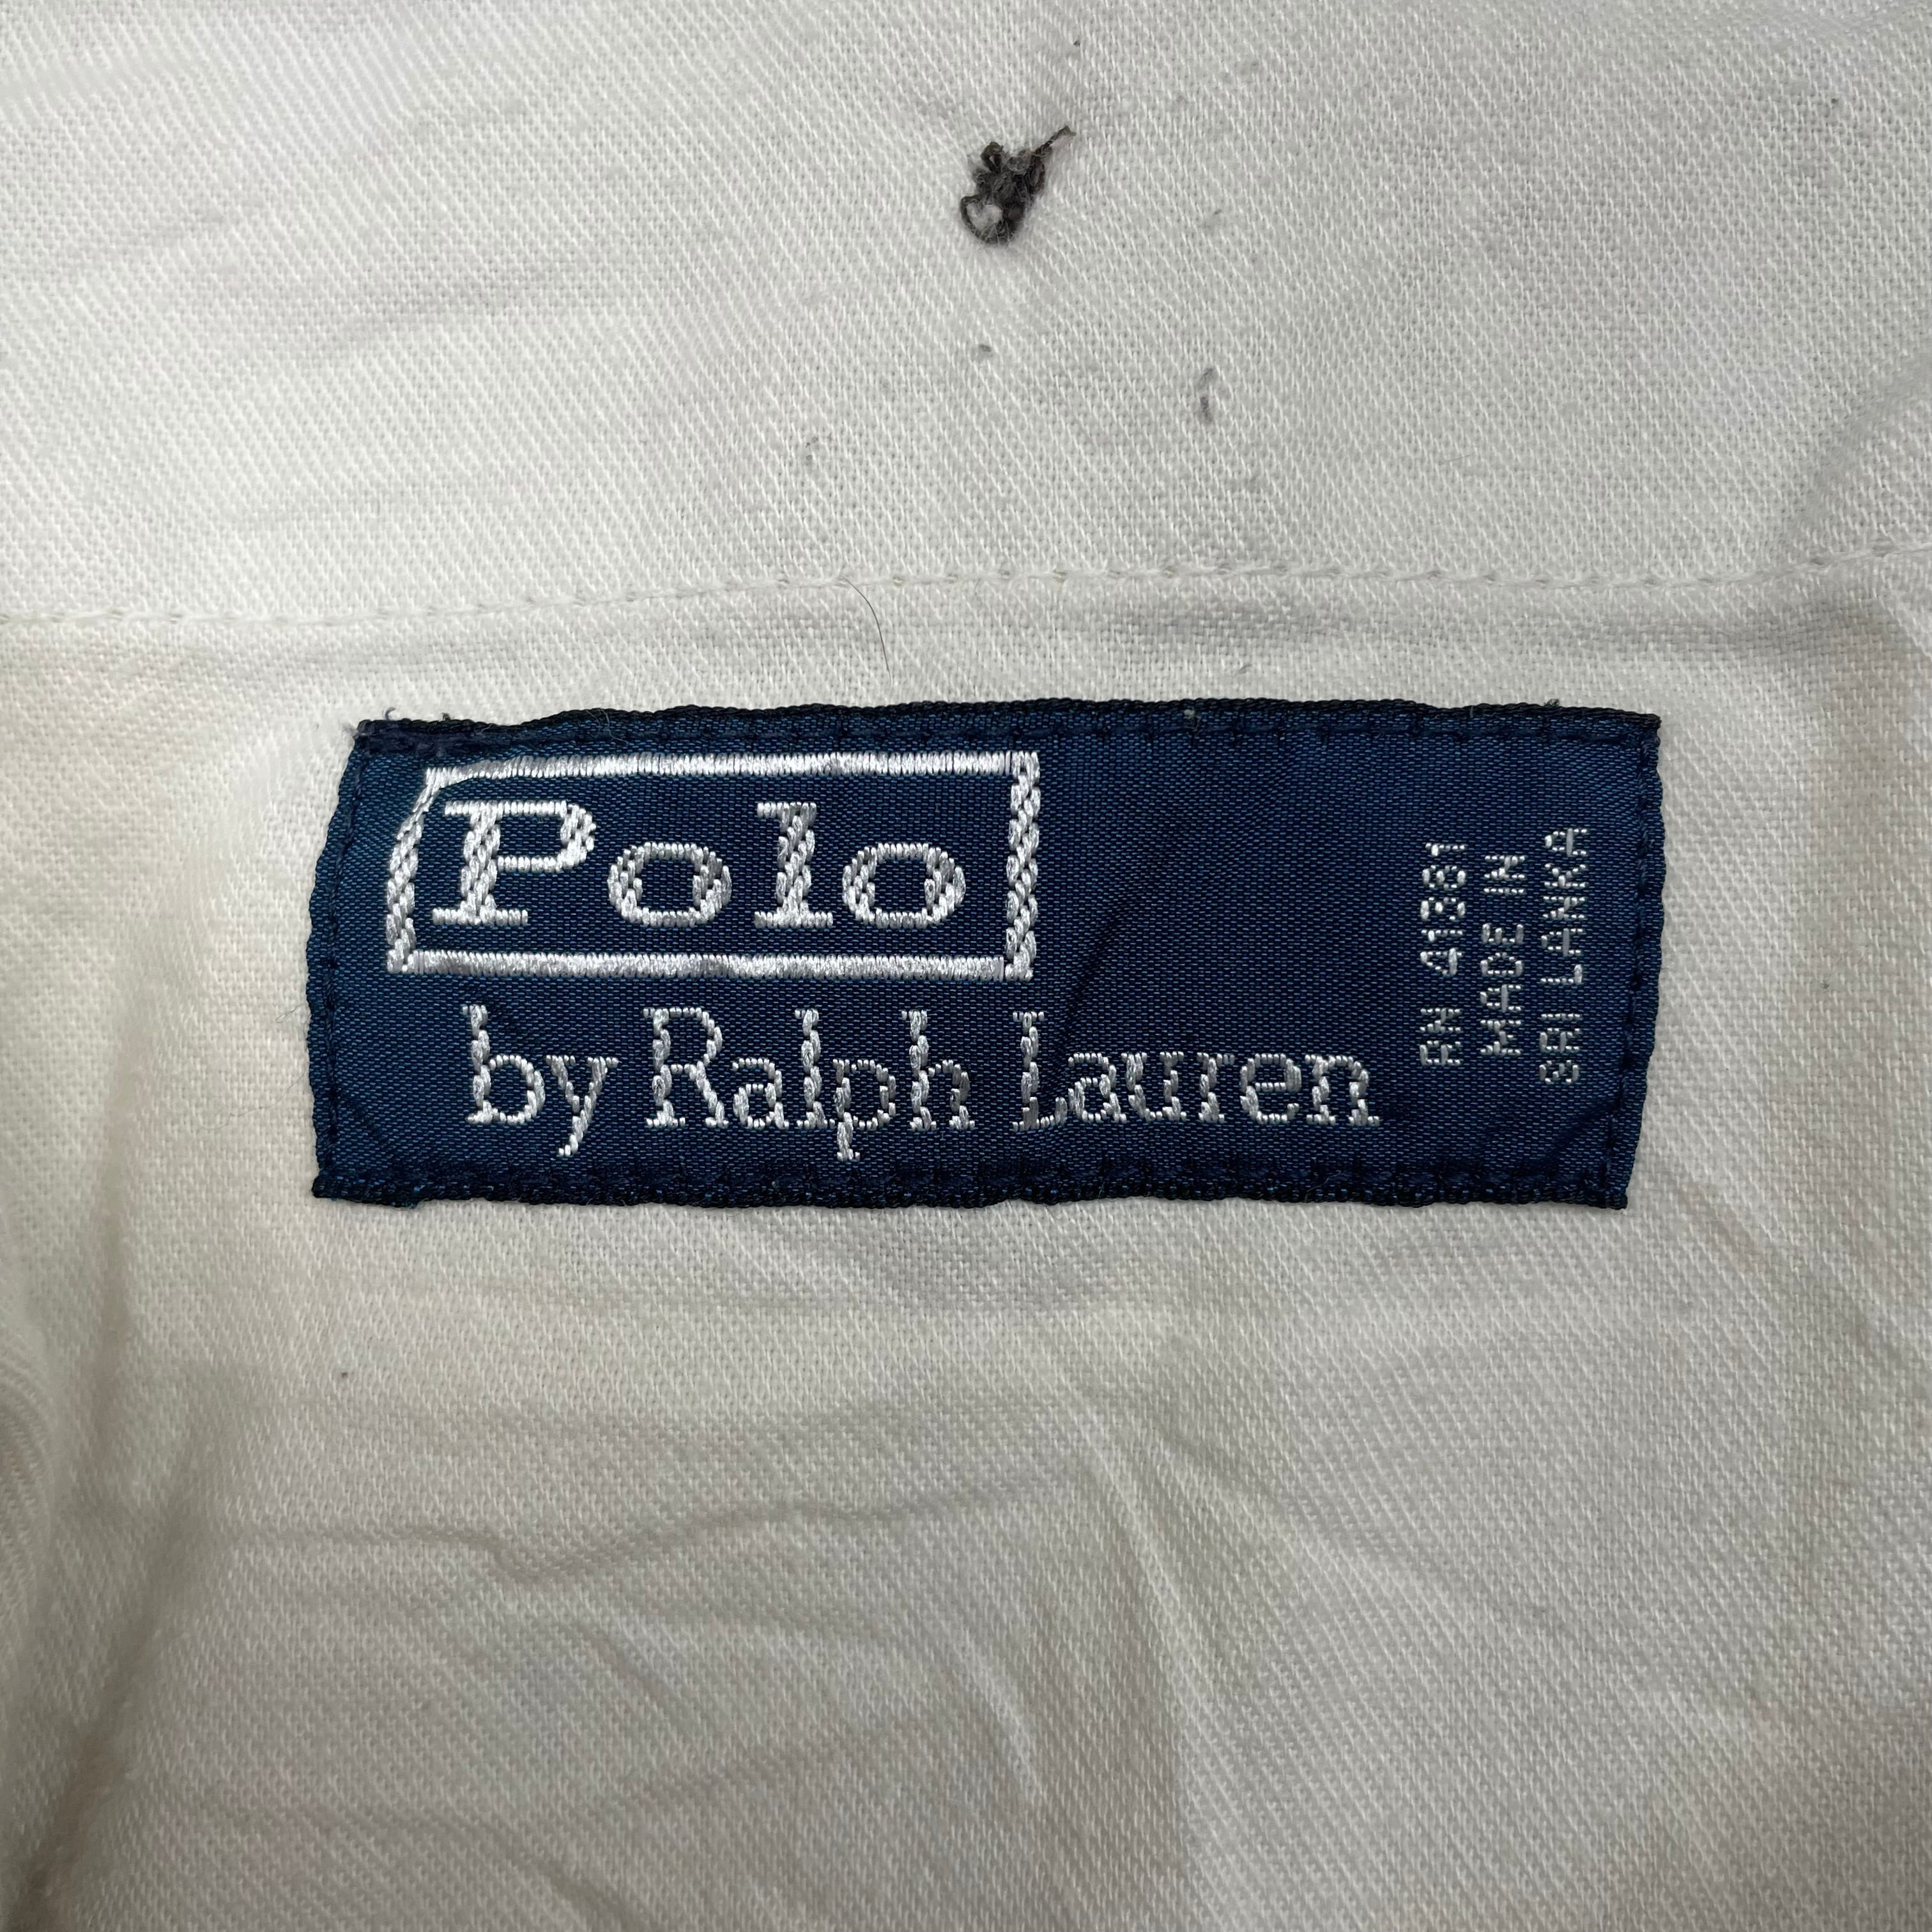 Polo
by Ralph Lauren
RN 41381
MADE IN
SRI LANKA